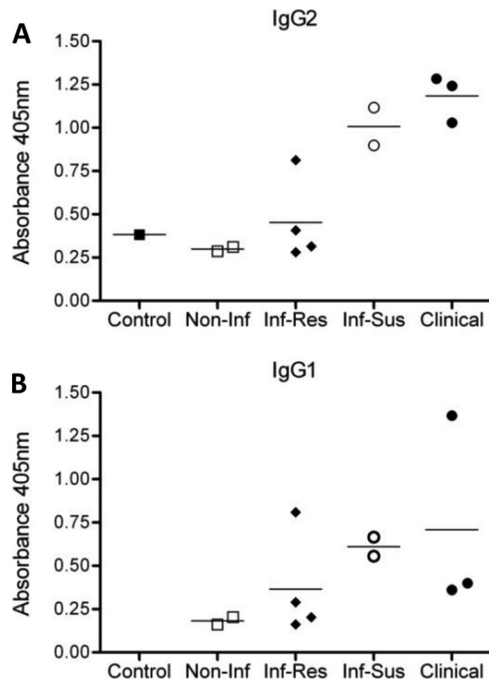 A
IgG2
Absorbance 405nm
1.50
1.25
1.00
0.75
0.50
0.25
0.00
Control Non-Inf Inf-Res Inf-Sus Clinical
B
IgG1
Absorbance 405nm
1.50
1.25
1.00
0.75
0.50
0.25
0.00
Control Non-Inf Inf-Res Inf-Sus Clinical